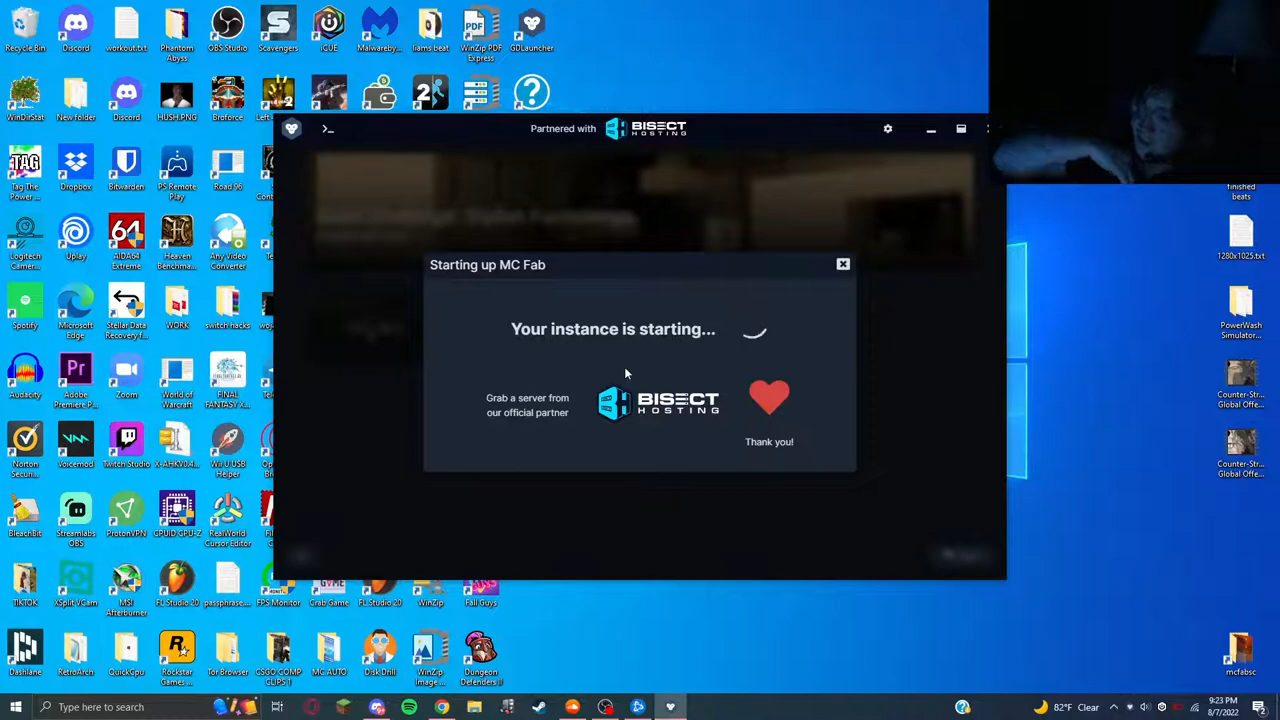 Recycle Bin
Discord
workout.txt
Phantom
Abyss
OBS Studio
Scavengers
iCUE
Malwareby...
liams beat
WinZip PDF
Express
GDLauncher
WinDirStat
New folder
Discord
HUSH.PNG
Broforce
Left
Partnered with
BISECT
HOSTING
Tag The
Power ...
Dropbox
Bitwarden
PS Remote
Play
Road 96
finished
beats
Logitech
Gamer...
Uplay
AIDA64
Extreme
Heaven
Benchma...
Any Video
Converter
1280x1025.txt
Starting up MC Fab
Your instance is starting...
Grab a server from
our official partner
BISECT
HOSTING
Thank you!
Spotify
Microsoft
Edge
Stellar Data
Recovery f...
WORK
switch hacks
PowerWash
Simulator...
Audacity
Adobe
Premiere P...
Zoom
World of
Warcraft
FINAL
FANTASY X...
Counter-Str...
Global Offe...
Norton
Securi...
Voicemod
Twitch Studio
X-AHKV0.4...
Wii U USB
Helper
Counter-Str...
Global Offe...
BleachBit
Streamlabs
OBS
ProtonVPN
CPUID CPU-Z
RealWorld
Cursor Editor
TIKTOK
XSplit VCam
MSI
Afterburner
FL Studio 20
passphrase...
FPS Monitor
Crab Game
FL Studio 20
WinZip
Fall Guys
Dashlane
RetroArch
QuickCpu
Rockstar
Games ...
Tor Browser
CSGO COMP
CLIPS 1
MC AUTO
Disk Drill
WinZip
Image...
Dungeon
Defenders II
mcfabsc
Type here to search
82°F Clear
9:23 PM
8/7/2022